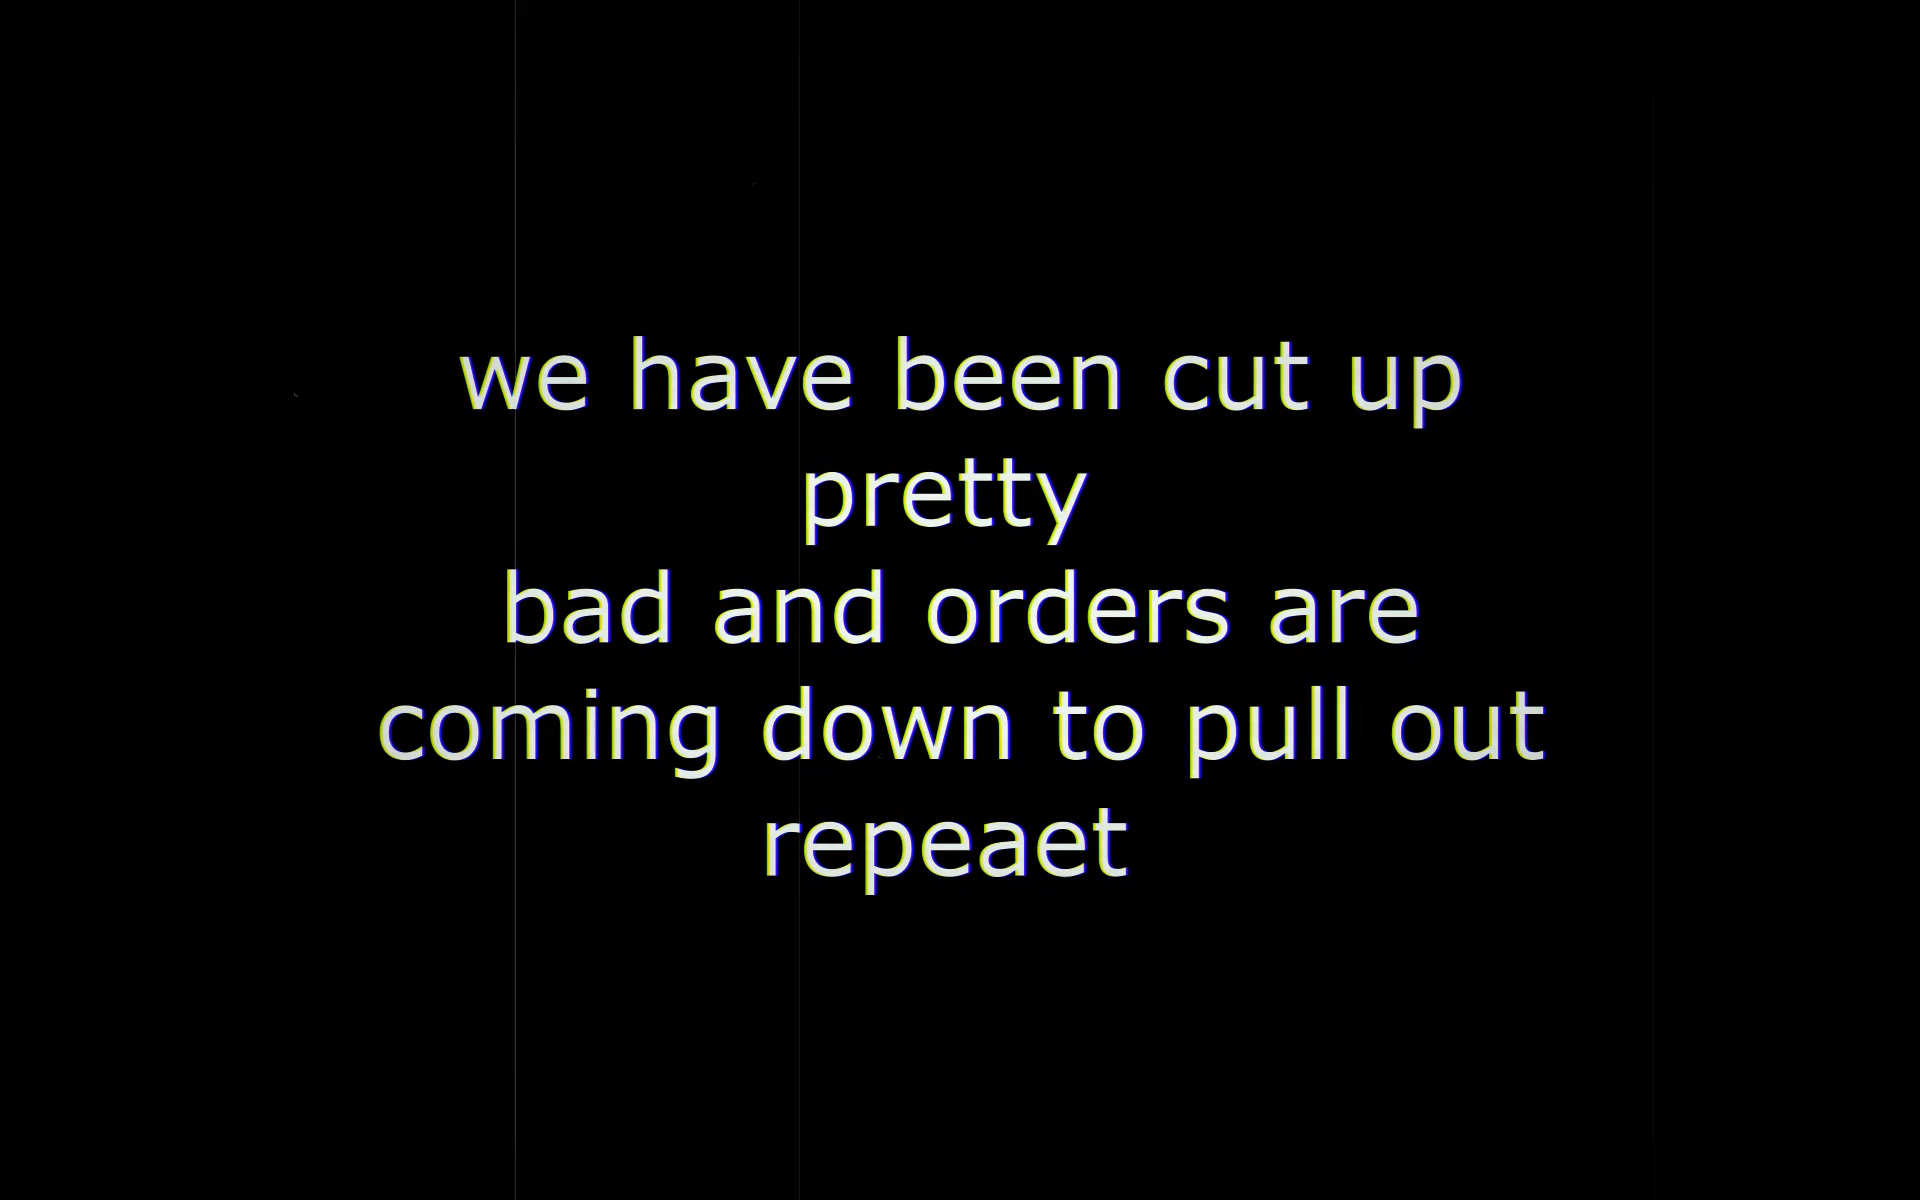 we have been cut up
pretty
bad and orders are
coming down to pull out
repeaet